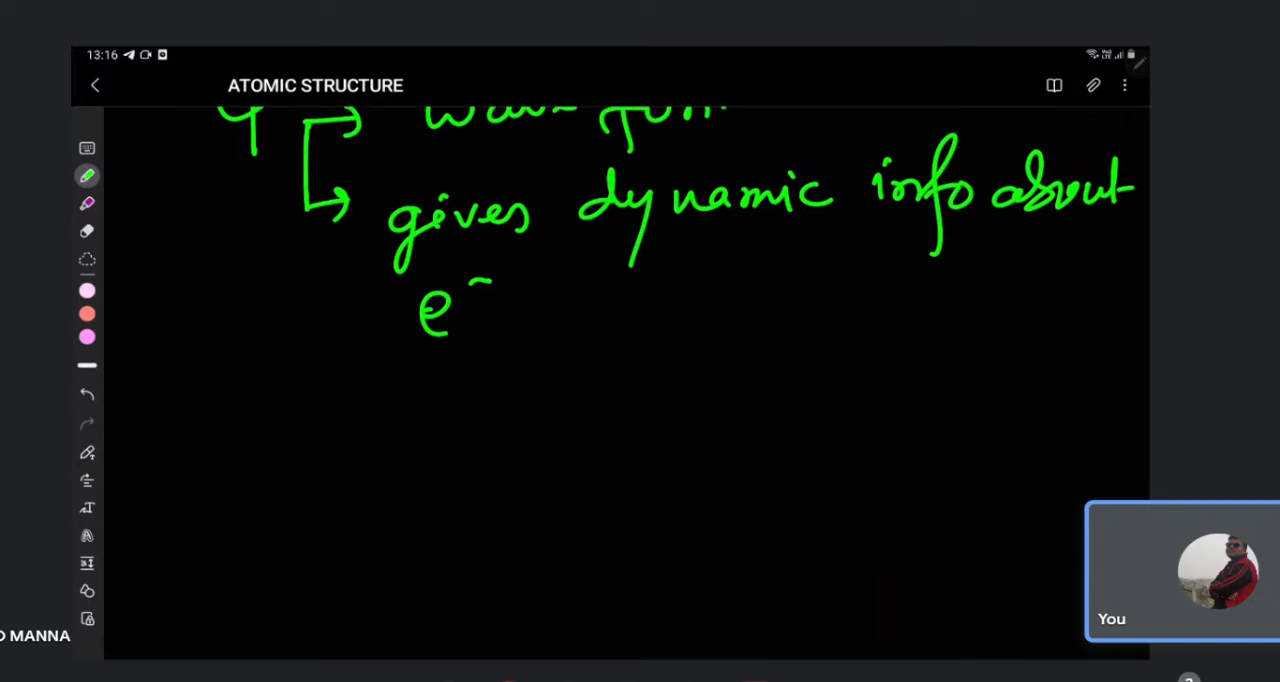 13:16
ATOMIC STRUCTURE
gives dynamic info about
e⁻
You
MANNA